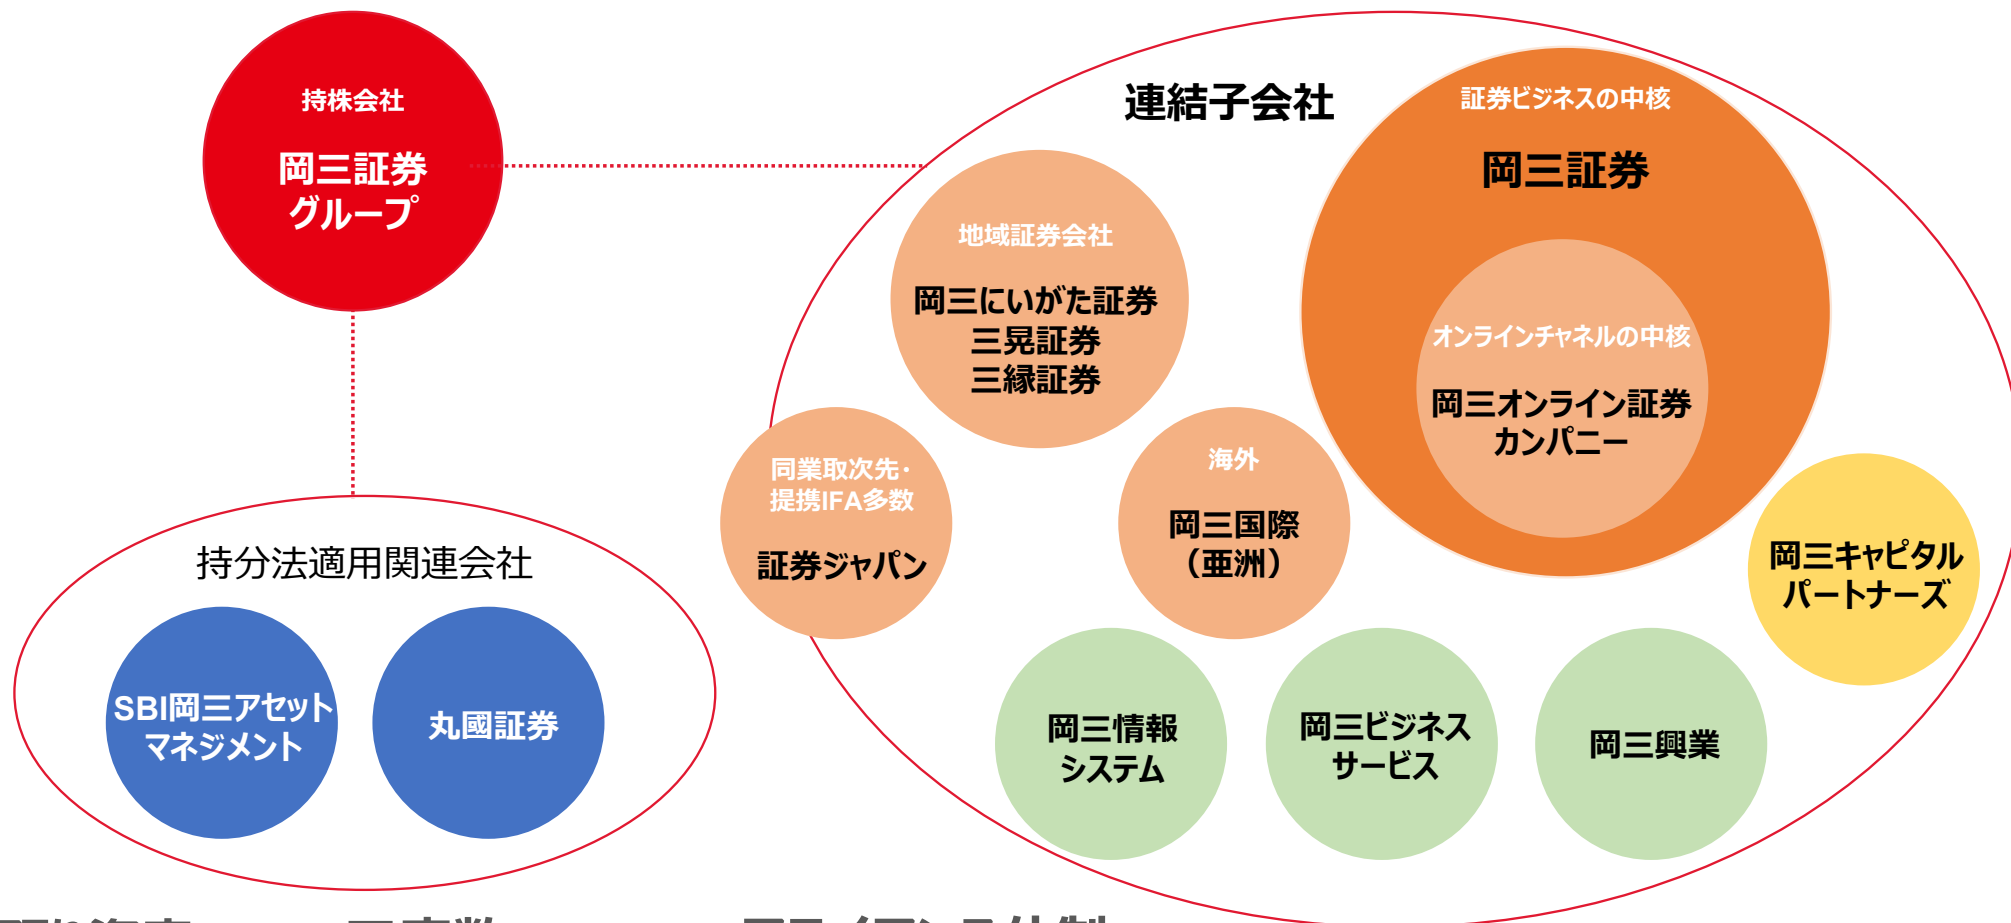 持株会社
岡三証券
グループ
連結子会社
証券ビジネスの中核
岡三証券
オンラインチャネルの中核
岡三オンライン証券
カンパニー
地域証券会社
岡三にいがた証券
三晃証券
三縁証券
同業取次先・
提携IFA多数
証券ジャパン
海外
岡三国際
（亜洲）
岡三キャピタル
パートナーズ
持分法適用関連会社
SBI岡三アセット
マネジメント
丸國証券
岡三情報
システム
岡三ビジネス
サービス
岡三興業